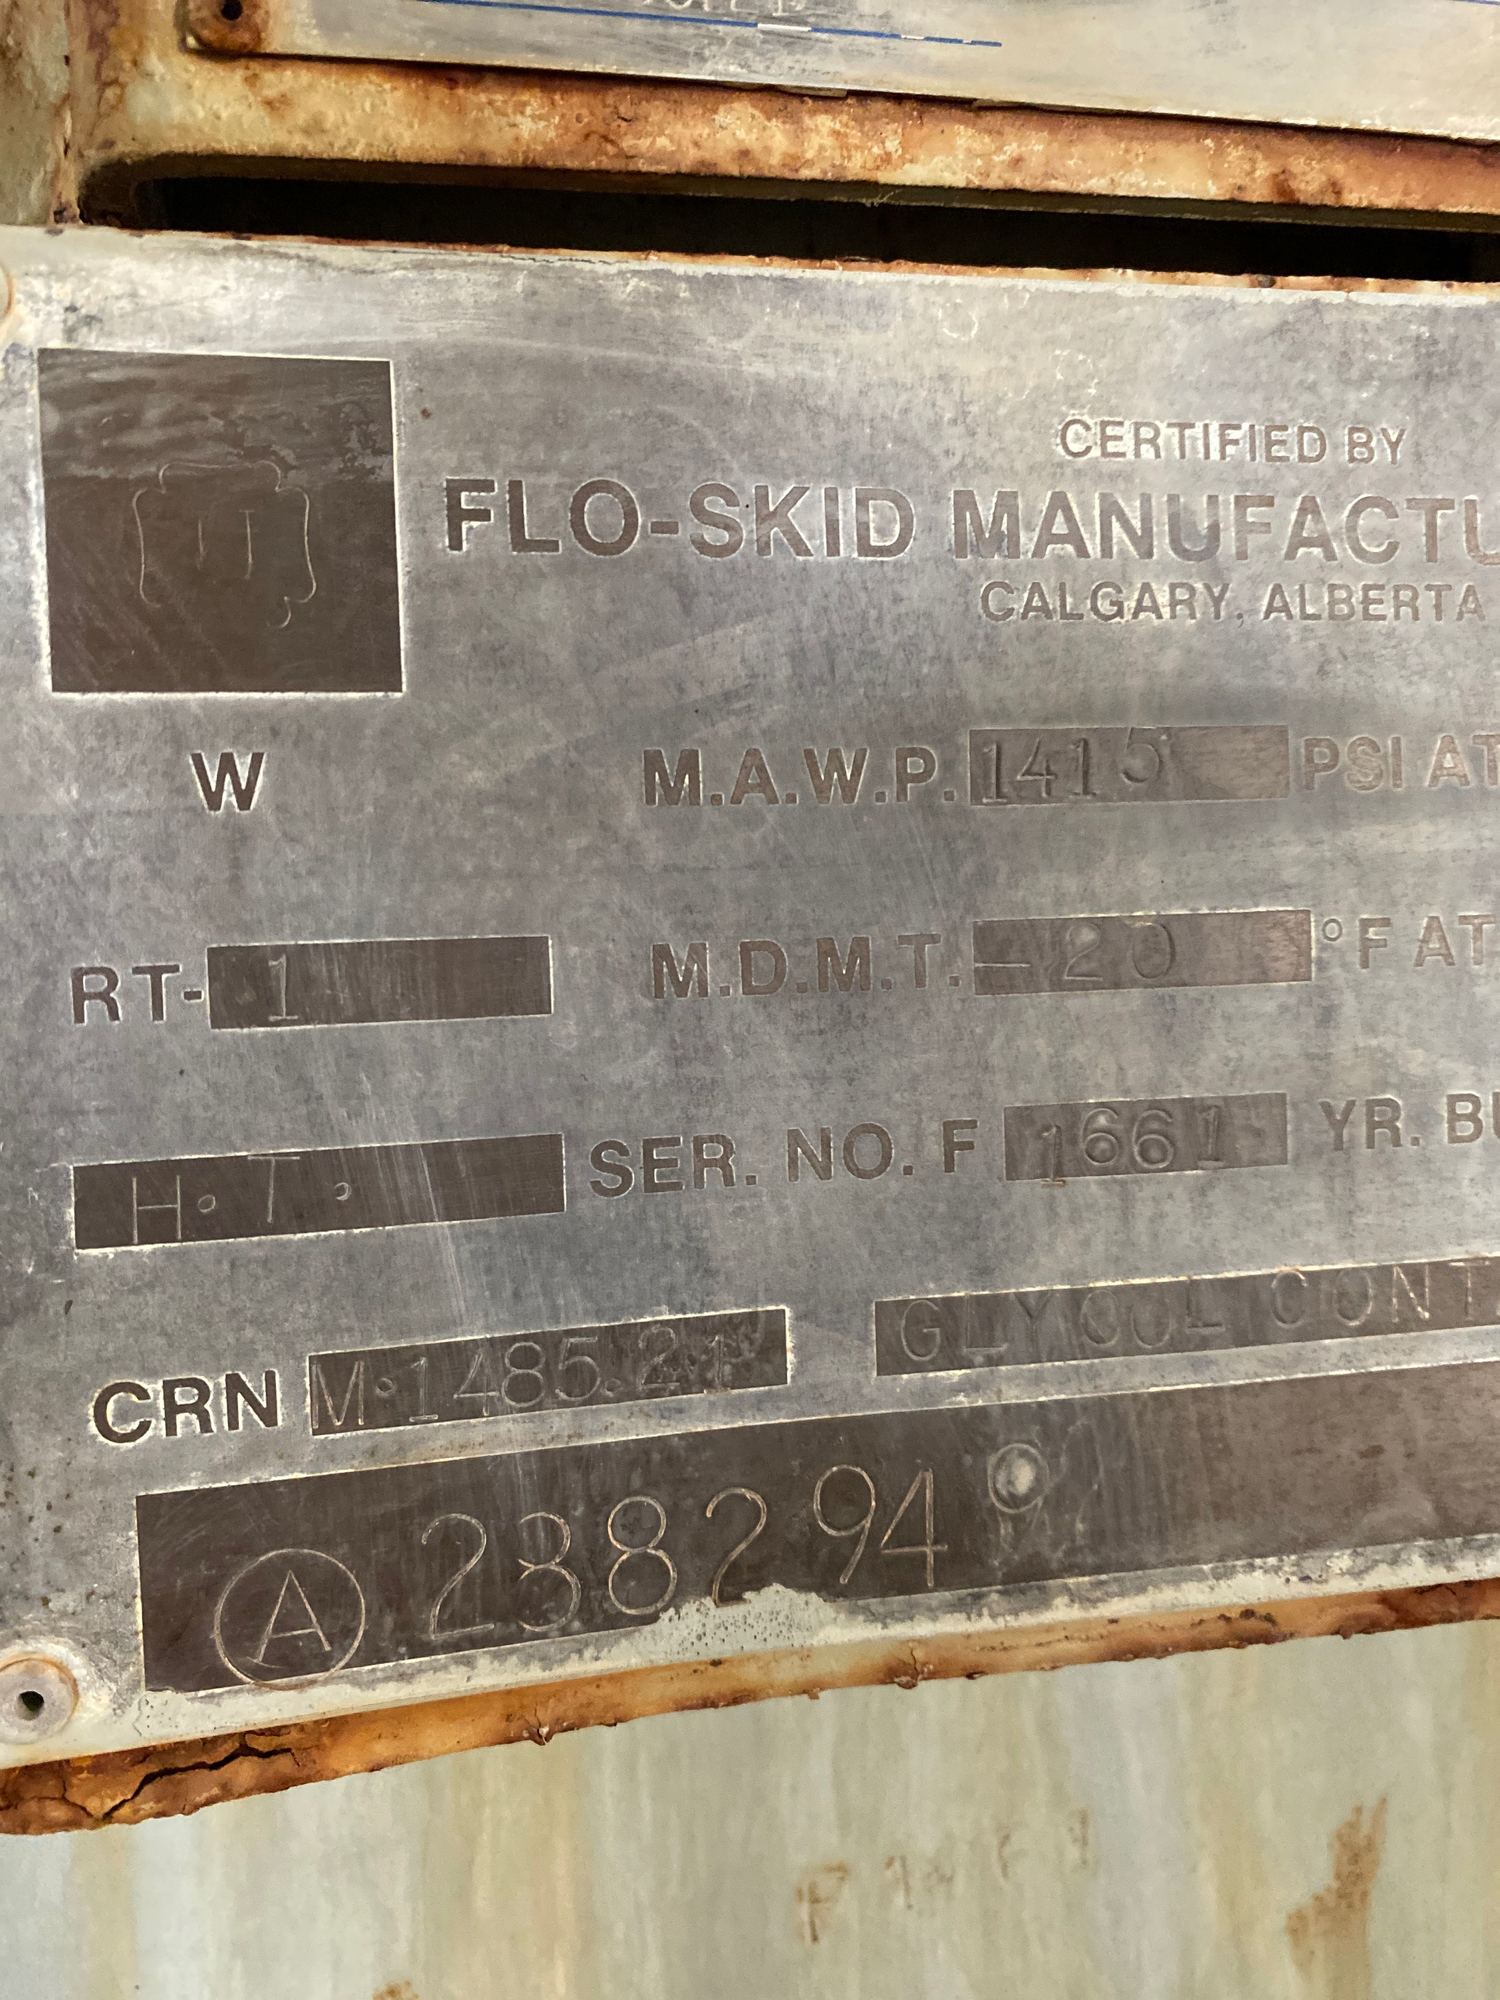 CERTIFIED BY
FLO-SKID MANUFACTU
CALGARY, ALBERTA
W
M.A.W.P. 1415 PSI AT
RT-1
M.D.M.T. -20 °F AT
H.T.
SER. NO. F 1661 YR. BU
CRN M.1485.21
GLYCOL CONT
A 238294